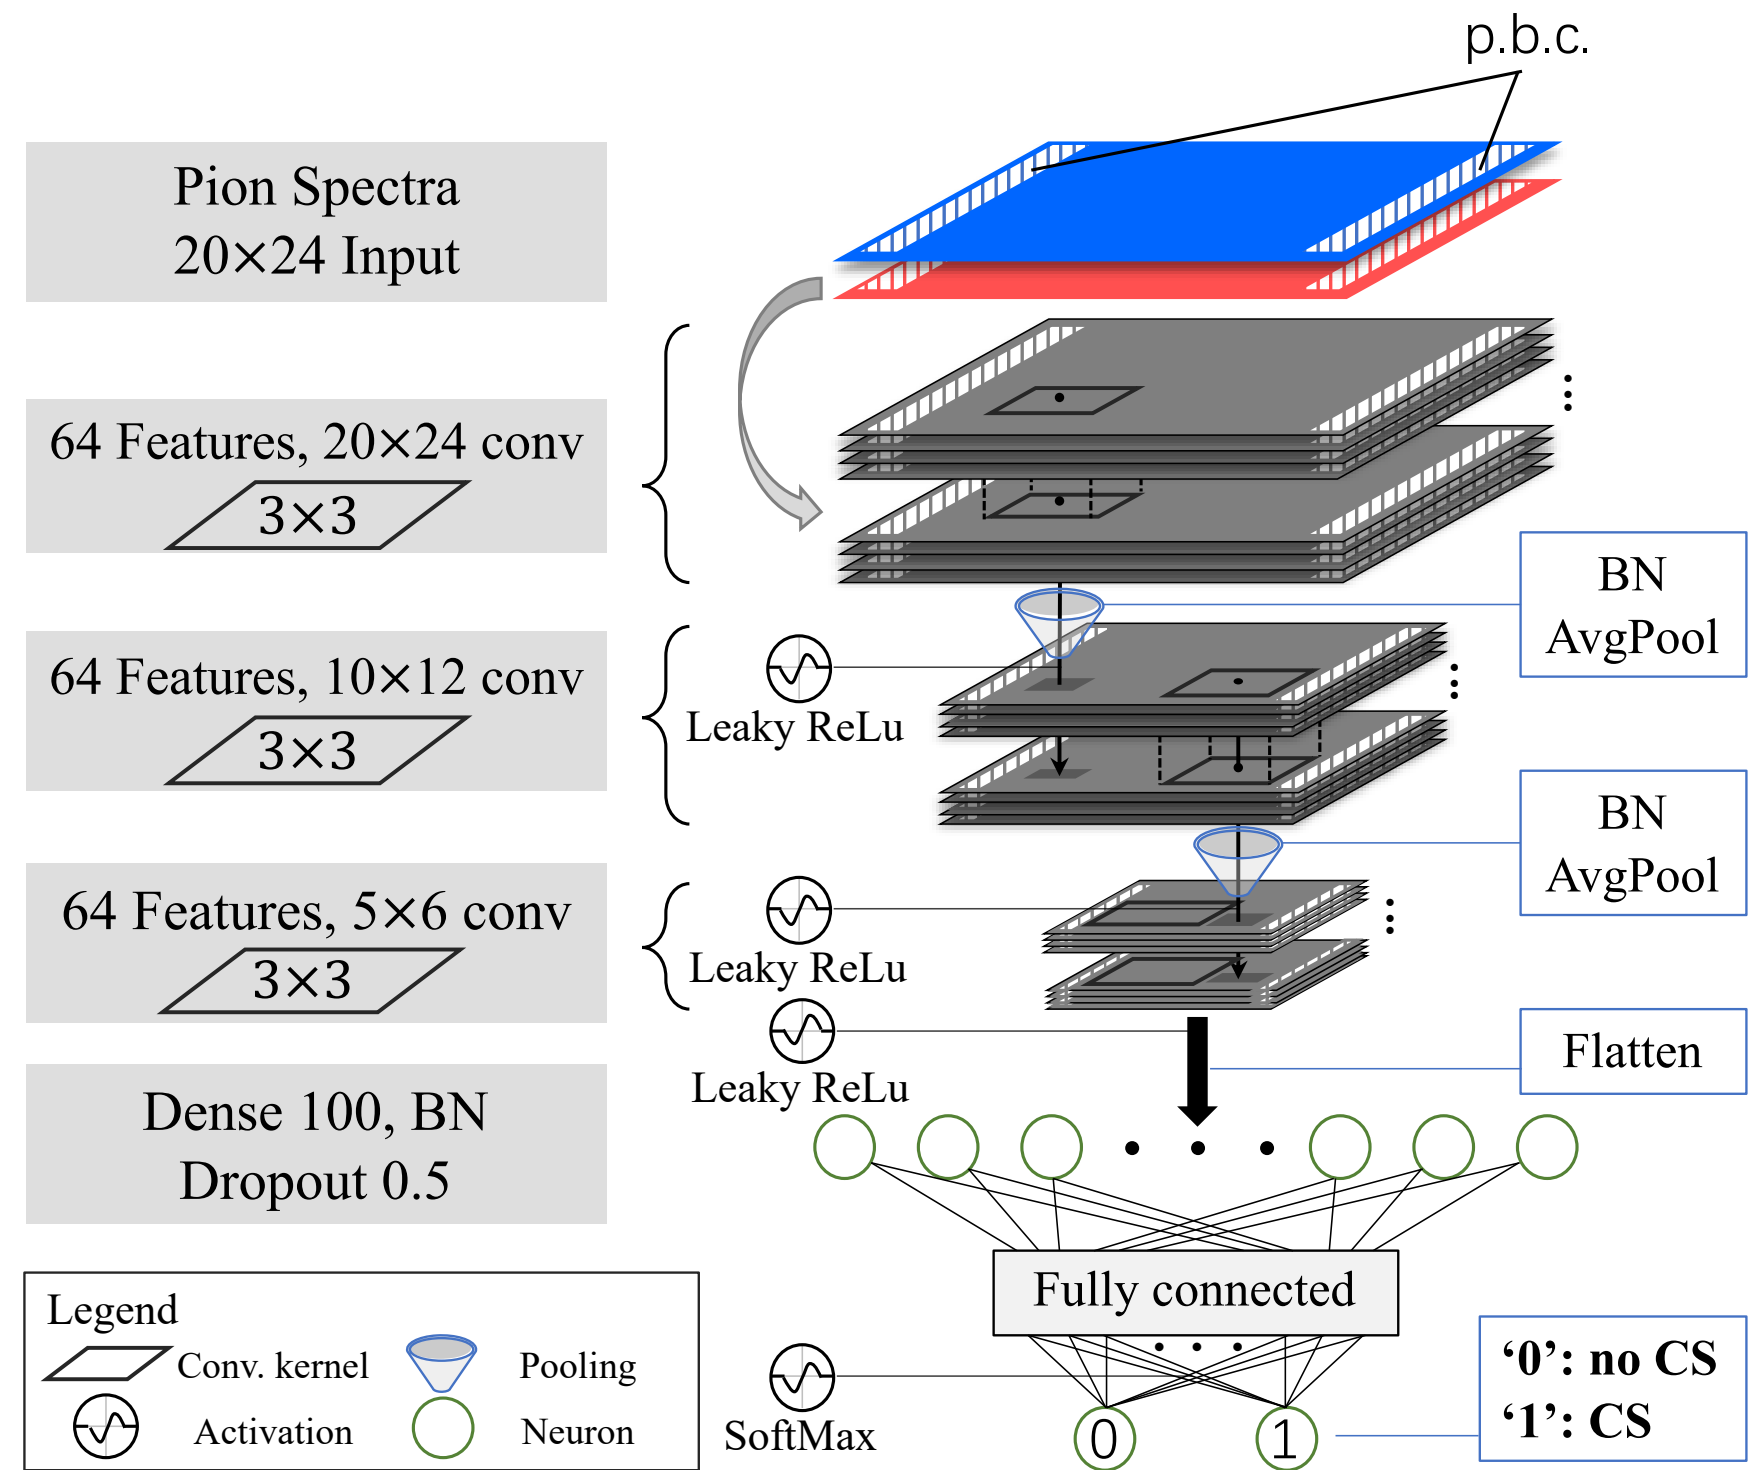 p.b.c.
Pion Spectra
20×24 Input
64 Features, 20×24 conv
3×3
BN
AvgPool
64 Features, 10×12 conv
3×3
Leaky ReLu
BN
AvgPool
64 Features, 5×6 conv
3×3
Leaky ReLu
Leaky ReLu
Flatten
Dense 100, BN
Dropout 0.5
Fully connected
Legend
Conv. kernel
Pooling
Activation
Neuron
SoftMax
0
1
‘0’: no CS
‘1’: CS